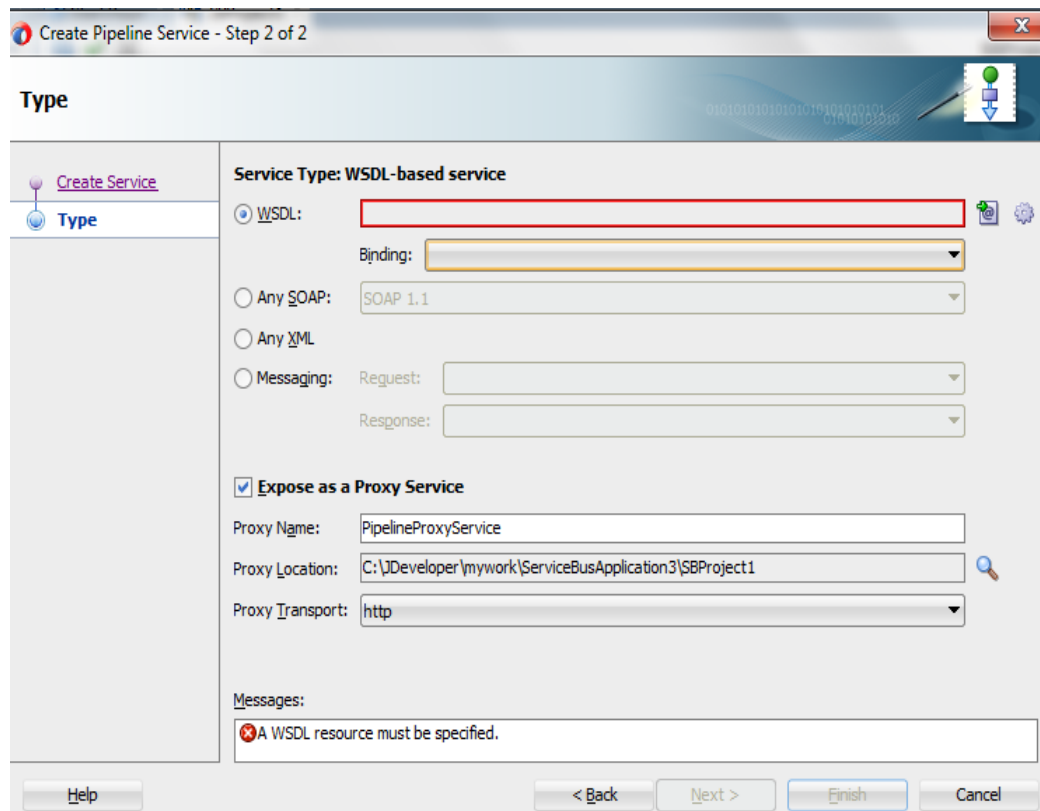 Create Pipeline Service - Step 2 of 2
Type
Create Service
Type
Service Type: WSDL-based service
WSDL:
Binding:
Any SOAP: SOAP 1.1
Any XML
Messaging: Request:
Response:
Expose as a Proxy Service
Proxy Name: PipelineProxyService
Proxy Location: C:\JDeveloper\mywork\ServiceBusApplication3\SBProject1
Proxy Transport: http
Messages:
A WSDL resource must be specified.
Help < Back Next > Finish Cancel